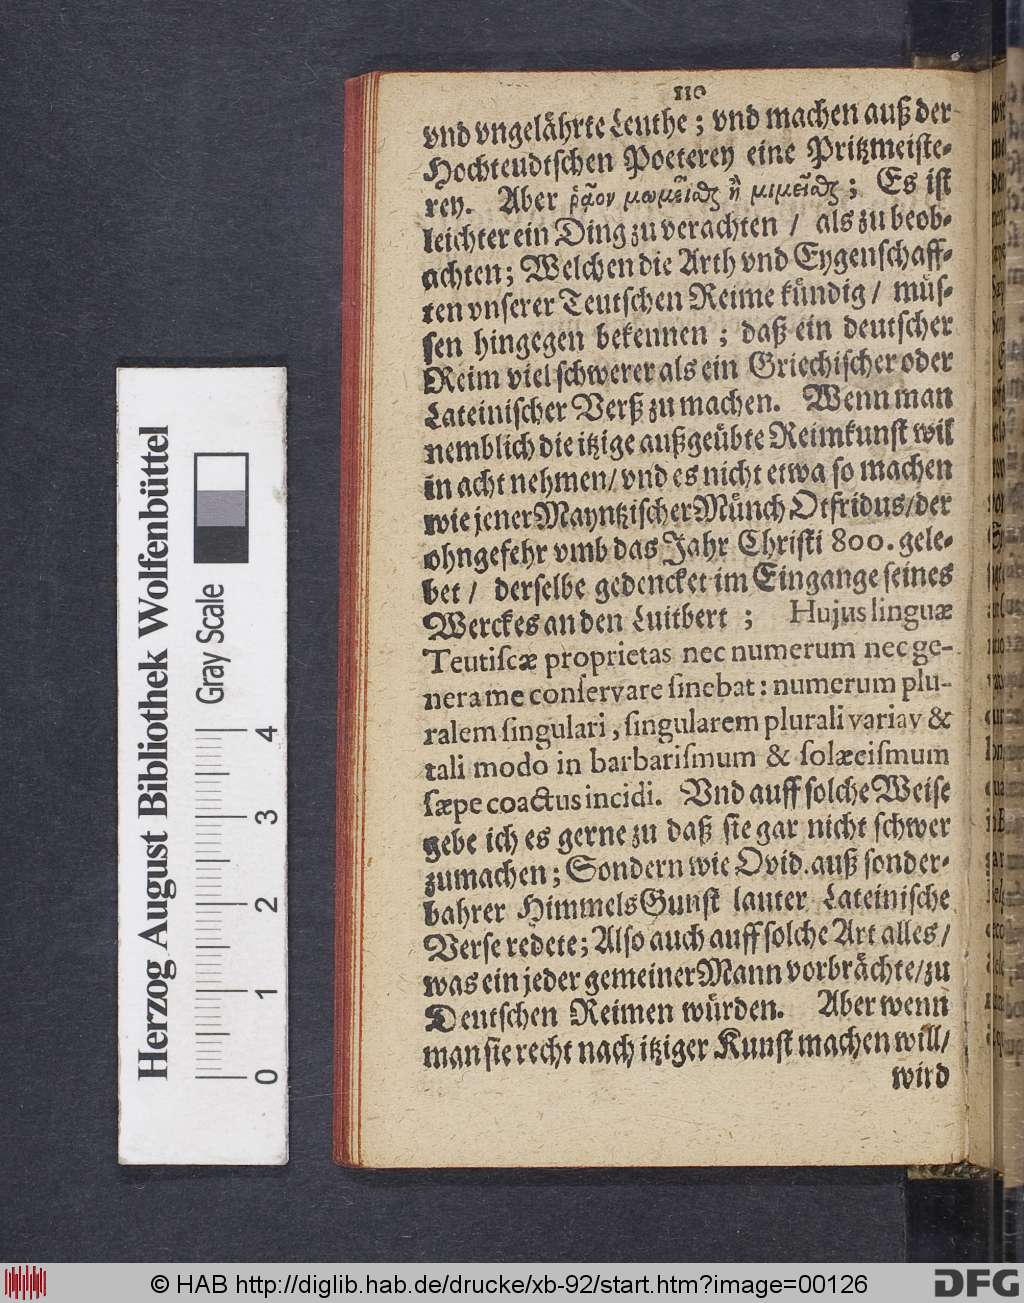 110
vnd vngelährte Leuthe; vnd machen auß der
Hochteudtschen Poeterey eine Pritzmeiste-
rey. Aber ῥᾷον μωμεῖσθς ἢ μιμεῖσθς; Es ist
leichter ein Ding zu verachten / als zu beob-
achten; Welchen die Arth vnd Eygenschaff-
ten vnserer Teutschen Reime kündig / müs-
sen hingegen bekennen; daß ein deutscher
Reim viel schwerer als ein Griechischer oder
Lateinischer Verß zu machen. Wenn man
nemblich die itzige außgeübte Reimkunst wil
in acht nehmen / vnd es nicht etwa so machen
wie jener Mayntzischer Münch Otfridus / der
ohngefehr vmb das Jahr Christi 800. gele-
bet / derselbe gedencket im Eingange seines
Werckes an den Luitbert; Hujus linguæ
Teutiscæ proprietas nec numerum nec ge-
nera me conservare sinebat: numerum plu-
ralem singulari, singularem plurali variav &
tali modo in barbarismum & solæcismum
sæpe coactus incidi. Vnd auff solche Weise
gebe ich es gerne zu daß sie gar nicht schwer
zumachen; Sondern wie Ovid. auß sonder-
bahrer HimmelsGunst lauter Lateinische
Verse redete; Also auch auff solche Art alles /
was ein jeder gemeiner Mann vorbrächte / zu
Deutschen Reimen würden. Aber wenn
man sie recht nach itziger Kunst machen will /
wird
Herzog August Bibliothek Wolfenbüttel
Gray Scale
0 1 2 3 4
© HAB http://diglib.hab.de/drucke/xb-92/start.htm?image=00126
DFG